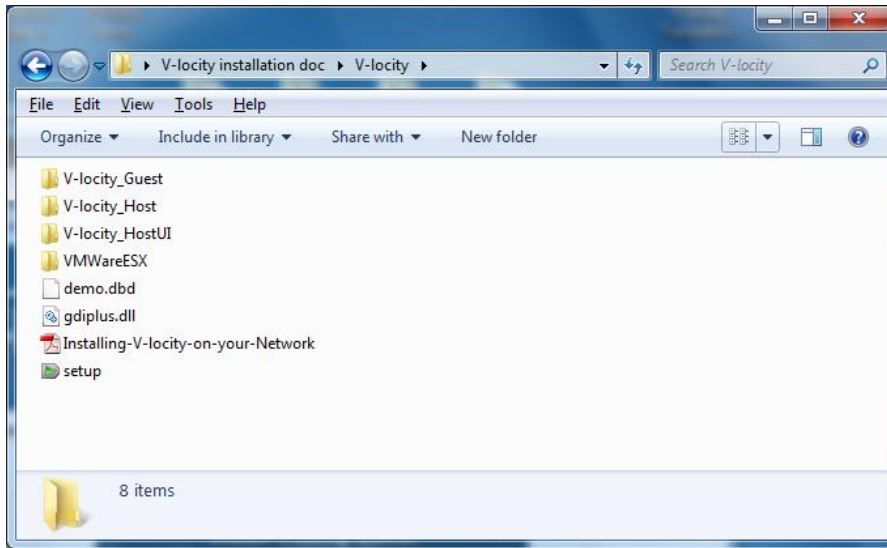 V-locity installation doc V-locity
Search V-locity
File Edit View Tools Help
Organize Include in library Share with New folder
V-locity_Guest
V-locity_Host
V-locity_HostUI
VMWareESX
demo.dbd
gdiplus.dll
Installing-V-locity-on-your-Network
setup
8 items